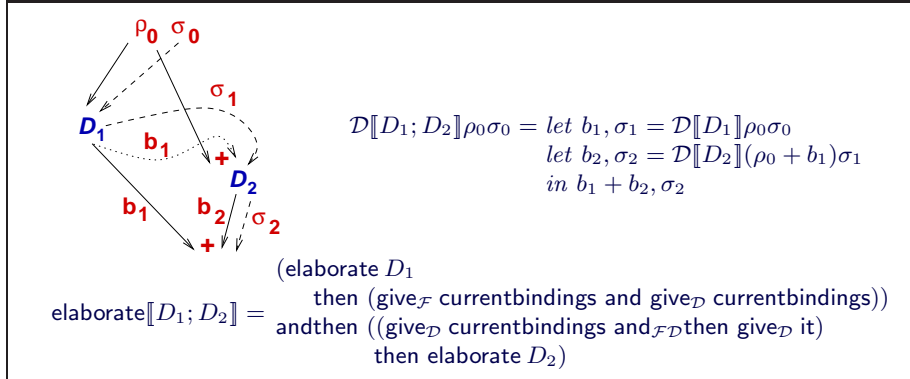 ρ0 σ0
σ1
D1
b1
+
D2
b1 b2 σ2
+
𝒟⟦D1; D2⟧ρ0σ0 = let b1, σ1 = 𝒟⟦D1⟧ρ0σ0
let b2, σ2 = 𝒟⟦D2⟧(ρ0 + b1)σ1
in b1 + b2, σ2
(elaborate D1
then (giveℱ currentbindings and give𝒟 currentbindings))
elaborate⟦D1; D2⟧ =
andthen ((give𝒟 currentbindings andℱ𝒟then give𝒟 it)
then elaborate D2)